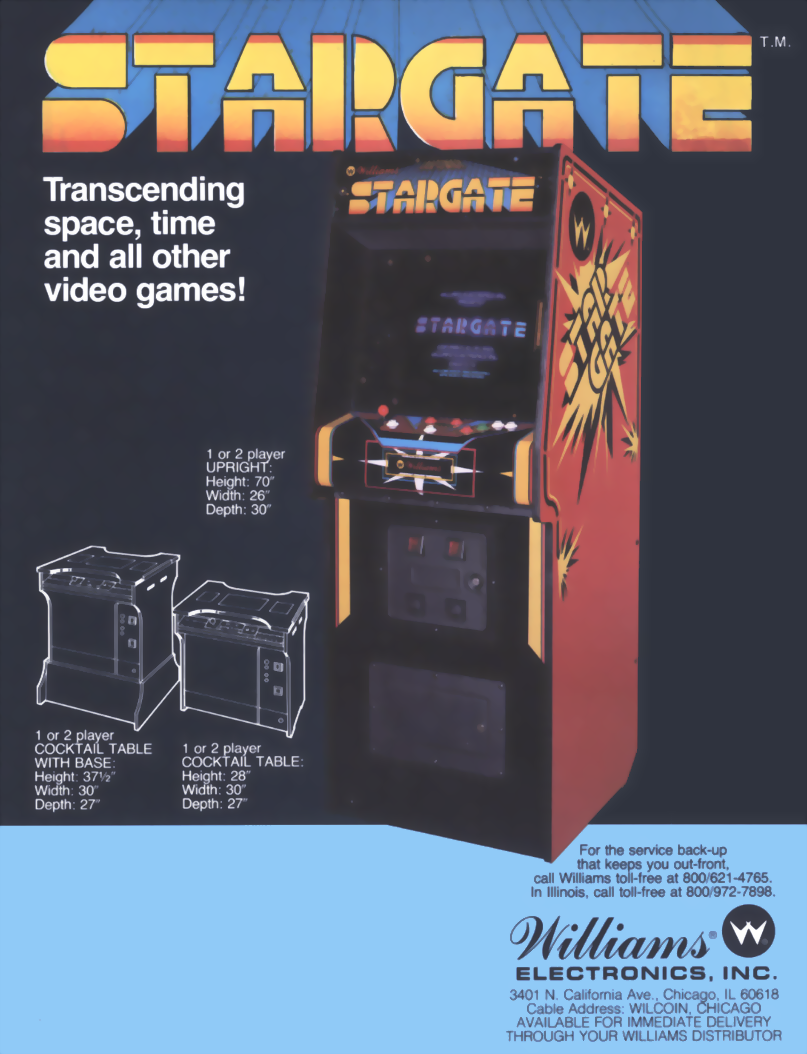 STARGATE T.M.
Transcending
space, time
and all other
video games!
Williams
STARGATE
W
STARGATE
STARGATE
Williams
1 or 2 player
UPRIGHT:
Height: 70"
Width: 26"
Depth: 30"
1 or 2 player
COCKTAIL TABLE
WITH BASE:
Height: 37½"
Width: 30"
Depth: 27"
1 or 2 player
COCKTAIL TABLE:
Height: 28"
Width: 30"
Depth: 27"
For the service back-up
that keeps you out-front,
call Williams toll-free at 800/621-4765.
In Illinois, call toll-free at 800/972-7898.
Williams® W®
ELECTRONICS, INC.
3401 N. California Ave., Chicago, IL 60618
Cable Address: WILCOIN, CHICAGO
AVAILABLE FOR IMMEDIATE DELIVERY
THROUGH YOUR WILLIAMS DISTRIBUTOR